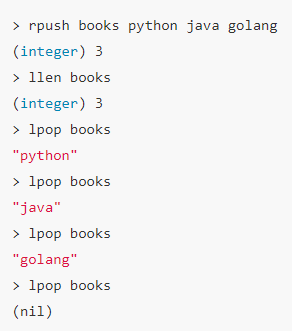 > rpush books python java golang
(integer) 3
> llen books
(integer) 3
> lpop books
"python"
> lpop books
"java"
> lpop books
"golang"
> lpop books
(nil)